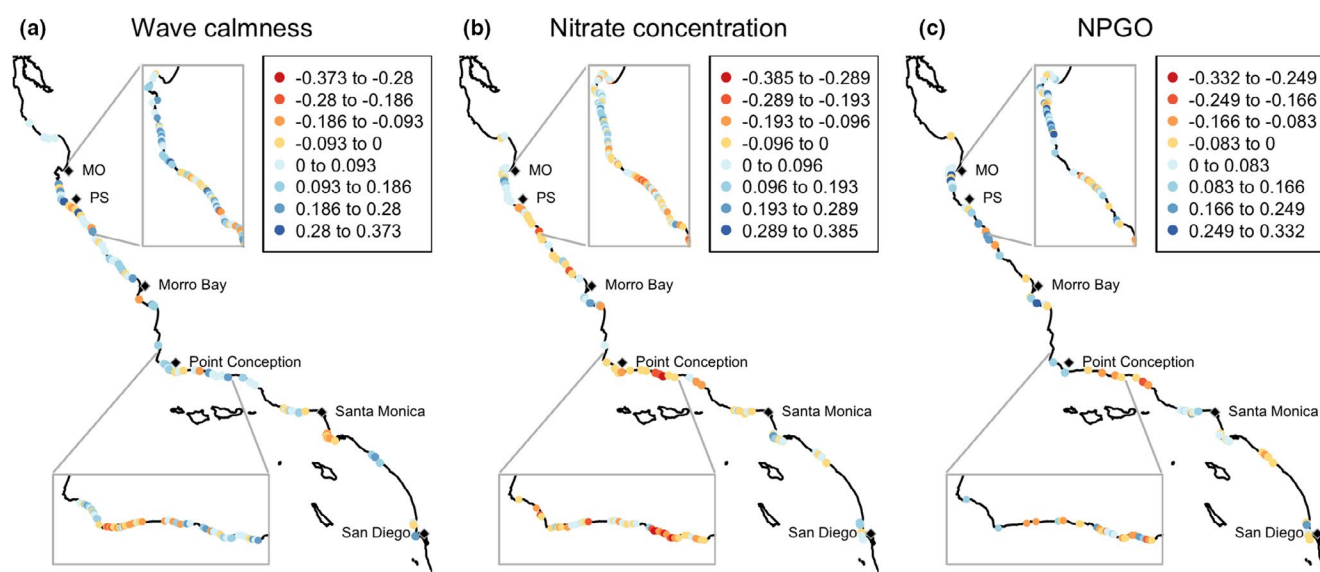 (a) Wave calmness
-0.373 to -0.28
-0.28 to -0.186
-0.186 to -0.093
-0.093 to 0
0 to 0.093
0.093 to 0.186
0.186 to 0.28
0.28 to 0.373
MO
PS
Morro Bay
Point Conception
Santa Monica
San Diego
(b) Nitrate concentration
-0.385 to -0.289
-0.289 to -0.193
-0.193 to -0.096
-0.096 to 0
0 to 0.096
0.096 to 0.193
0.193 to 0.289
0.289 to 0.385
MO
PS
Morro Bay
Point Conception
Santa Monica
San Diego
(c) NPGO
-0.332 to -0.249
-0.249 to -0.166
-0.166 to -0.083
-0.083 to 0
0 to 0.083
0.083 to 0.166
0.166 to 0.249
0.249 to 0.332
MO
PS
Morro Bay
Point Conception
Santa Monica
San Diego